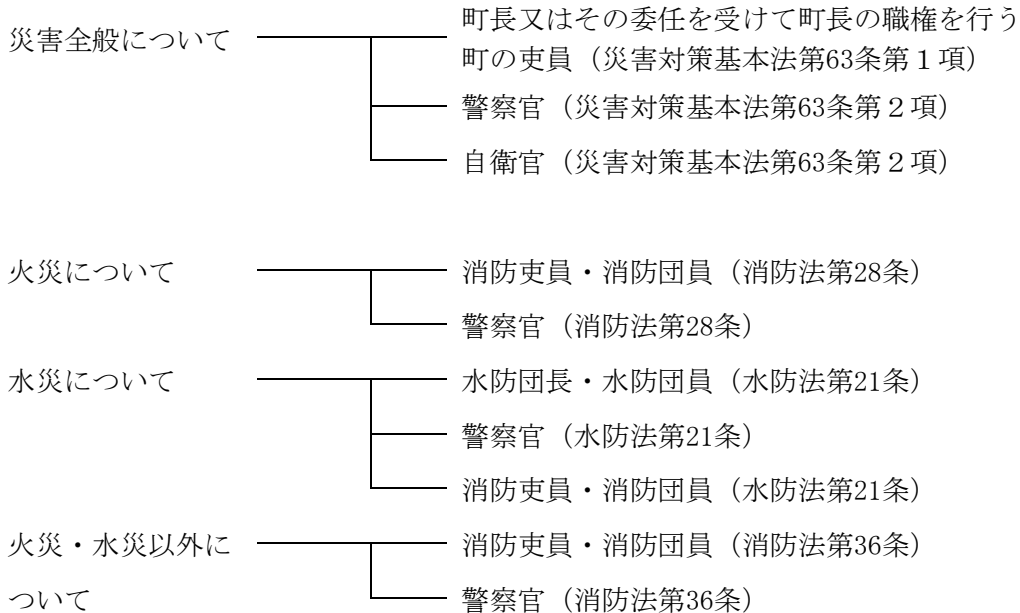 災害全般について
町長又はその委任を受けて町長の職権を行う
町の吏員（災害対策基本法第63条第１項）
警察官（災害対策基本法第63条第２項）
自衛官（災害対策基本法第63条第２項）
火災について
消防吏員・消防団員（消防法第28条）
警察官（消防法第28条）
水災について
水防団長・水防団員（水防法第21条）
警察官（水防法第21条）
消防吏員・消防団員（水防法第21条）
火災・水災以外に
ついて
消防吏員・消防団員（消防法第36条）
警察官（消防法第36条）